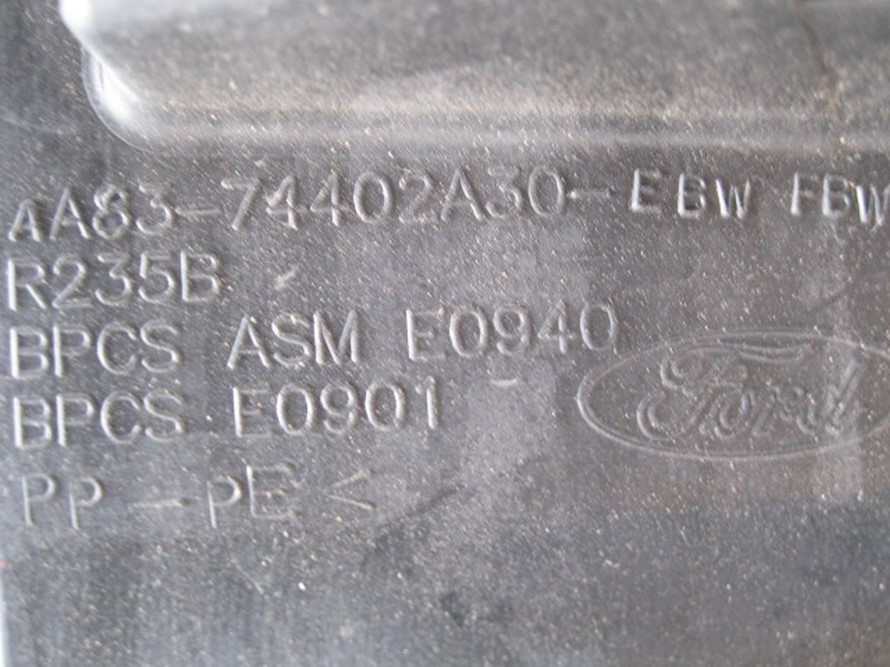 AA83-74402A30-EBW FBW
R235B
BPCS ASM E0940
BPCS E0901
Ford
PP - PE <